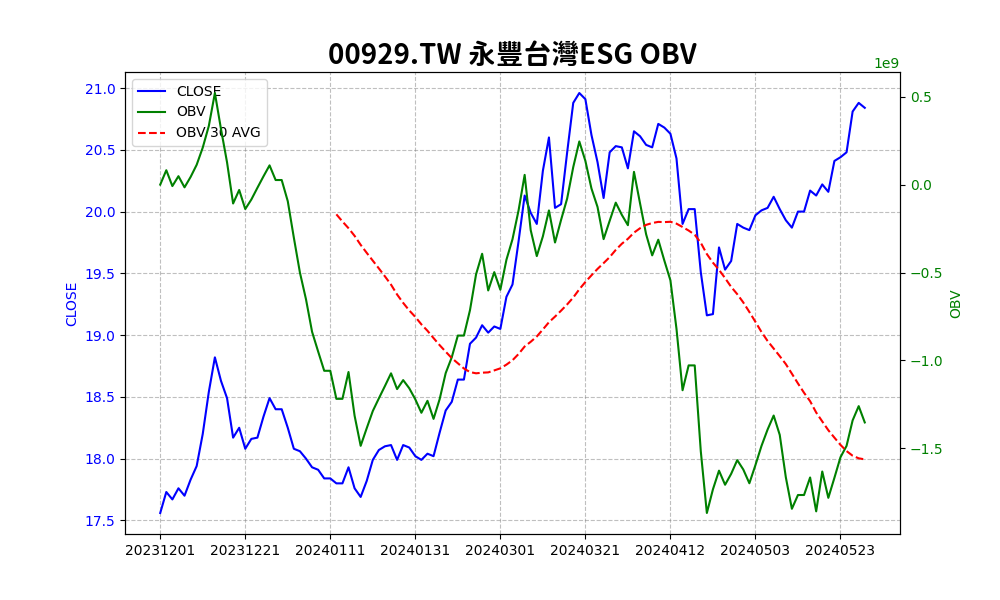 00929.TW 永豐台灣ESG OBV
1e9
CLOSE
OBV
OBV 30 AVG
21.0
20.5
20.0
19.5
19.0
18.5
18.0
17.5
CLOSE
0.5
0.0
−0.5
−1.0
−1.5
OBV
20231201 20231221 20240111 20240131 20240301 20240321 20240412 20240503 20240523